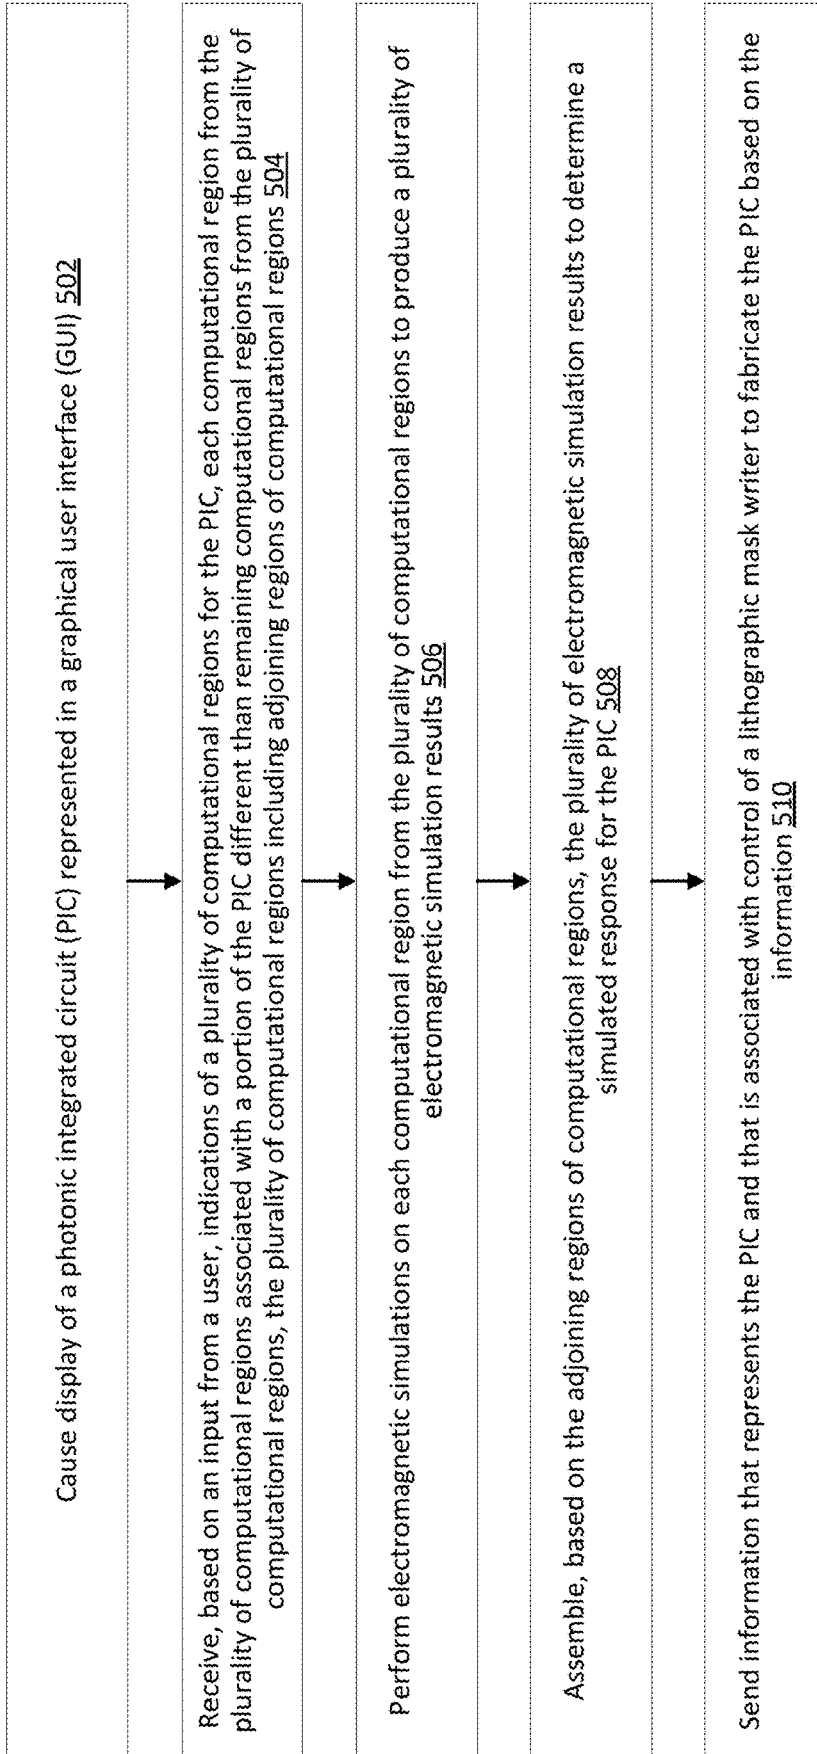 Cause display of a photonic integrated circuit (PIC) represented in a graphical user interface (GUI) 502
Receive, based on an input from a user, indications of a plurality of computational regions for the PIC, each computational region from the
plurality of computational regions associated with a portion of the PIC different than remaining computational regions from the plurality of
computational regions, the plurality of computational regions including adjoining regions of computational regions 504
Perform electromagnetic simulations on each computational region from the plurality of computational regions to produce a plurality of
electromagnetic simulation results 506
Assemble, based on the adjoining regions of computational regions, the plurality of electromagnetic simulation results to determine a
simulated response for the PIC 508
Send information that represents the PIC and that is associated with control of a lithographic mask writer to fabricate the PIC based on the
information 510